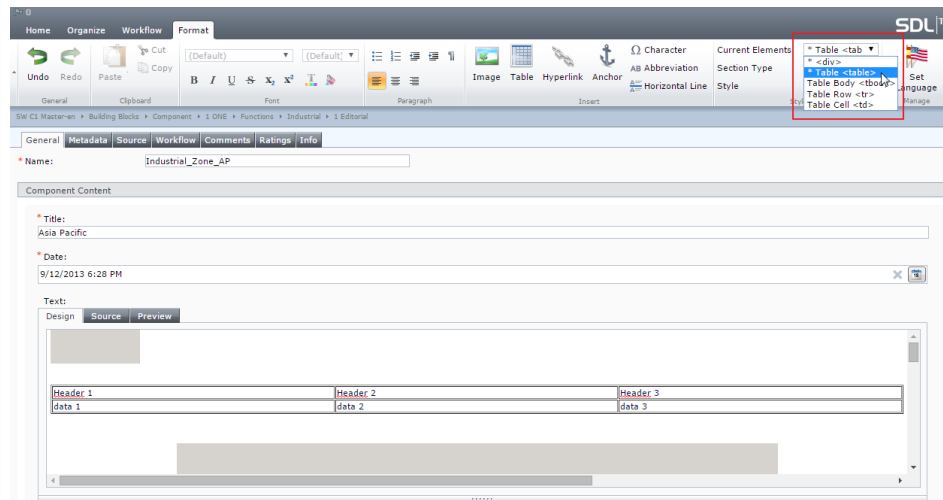 Home Organize Workflow Format
SDL
Undo Redo Paste Cut Copy
(Default) (Default)
B I U S X₂ X² T
Image Table Hyperlink Anchor
Ω Character
AB Abbreviation
Horizontal Line
Current Elements
Section Type
Style
* Table <tab
* <div>
* Table <table>
Table Body <tbody>
Table Row <tr>
Table Cell <td>
Set
Language
General Clipboard Font Paragraph Insert Manage
SW C1 Master-en Building Blocks Component 1 ONE Functions Industrial 1 Editorial
General Metadata Source Workflow Comments Ratings Info
* Name: Industrial_Zone_AP
Component Content
* Title:
Asia Pacific
* Date:
9/12/2013 6:28 PM
Text:
Design Source Preview
Header 1 Header 2 Header 3
data 1 data 2 data 3